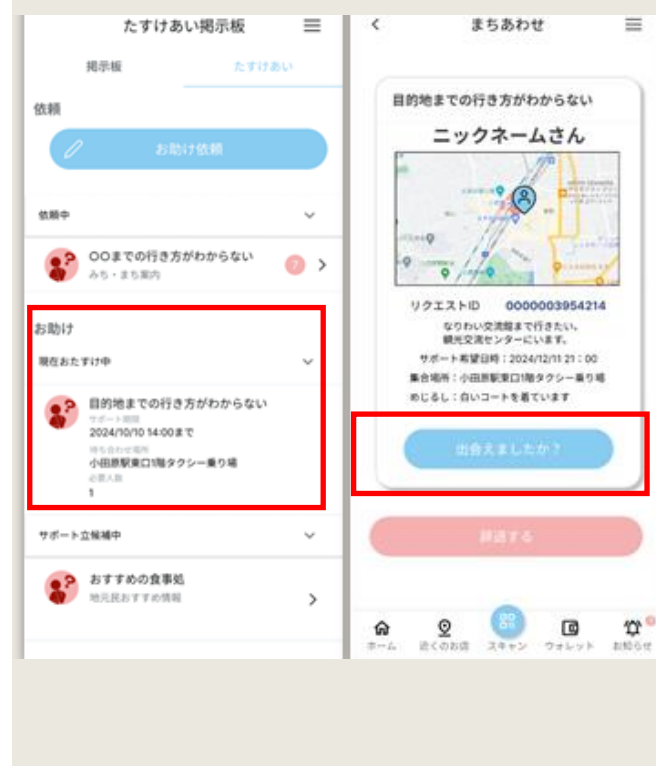 たすけあい掲示板
掲示板
たすけあい
依頼
お助け依頼
依頼中
〇〇までの行き方がわからない
みち・まち案内
7
お助け
現在おたすけ中
目的地までの行き方がわからない
サポート期限
2024/10/10 14:00まで
待ち合わせ場所
小田原駅東口1階タクシー乗り場
必要人数
1
サポート立候補中
おすすめの食事処
地元民おすすめ情報
まちあわせ
目的地までの行き方がわからない
ニックネームさん
リクエストID 0000003954214
なりわい交流館まで行きたい。
観光交流センターにいます。
サポート希望日時：2024/12/11 21：00
集合場所：小田原駅東口1階タクシー乗り場
めじるし：白いコートを着ています
出会えましたか？
辞退する
ホーム
近くのお店
スキャン
ウォレット
お知らせ